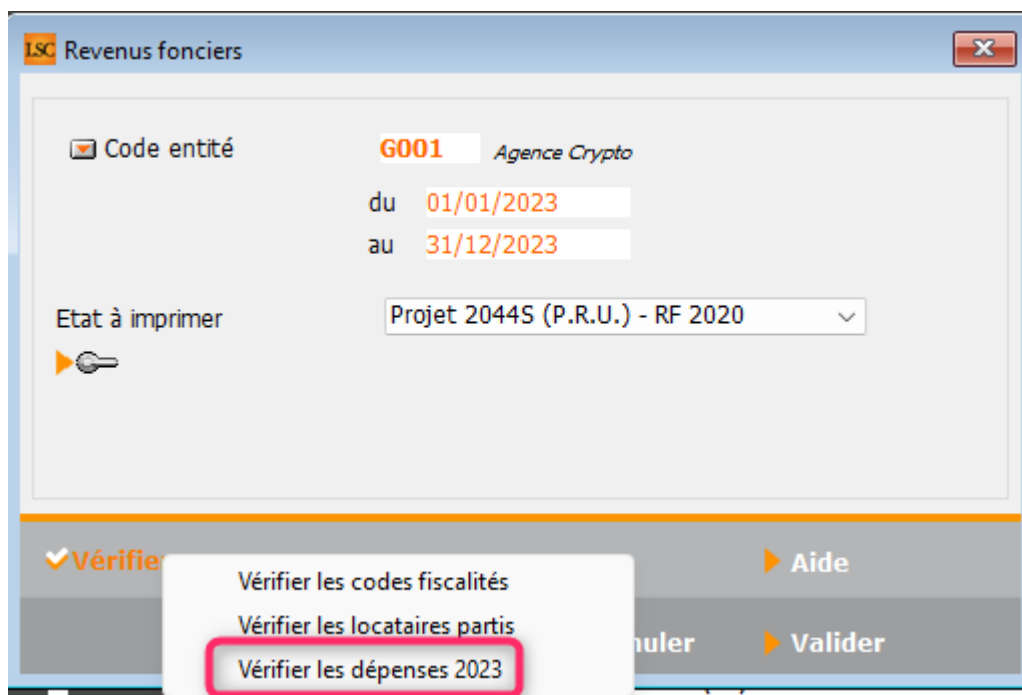 LSC Revenus fonciers
Code entité G001 Agence Crypto
du 01/01/2023
au 31/12/2023
Etat à imprimer Projet 2044S (P.R.U.) - RF 2020
Aide
Vérifier les codes fiscalités
Vérifier les locataires partis
Valider
Vérifier les dépenses 2023